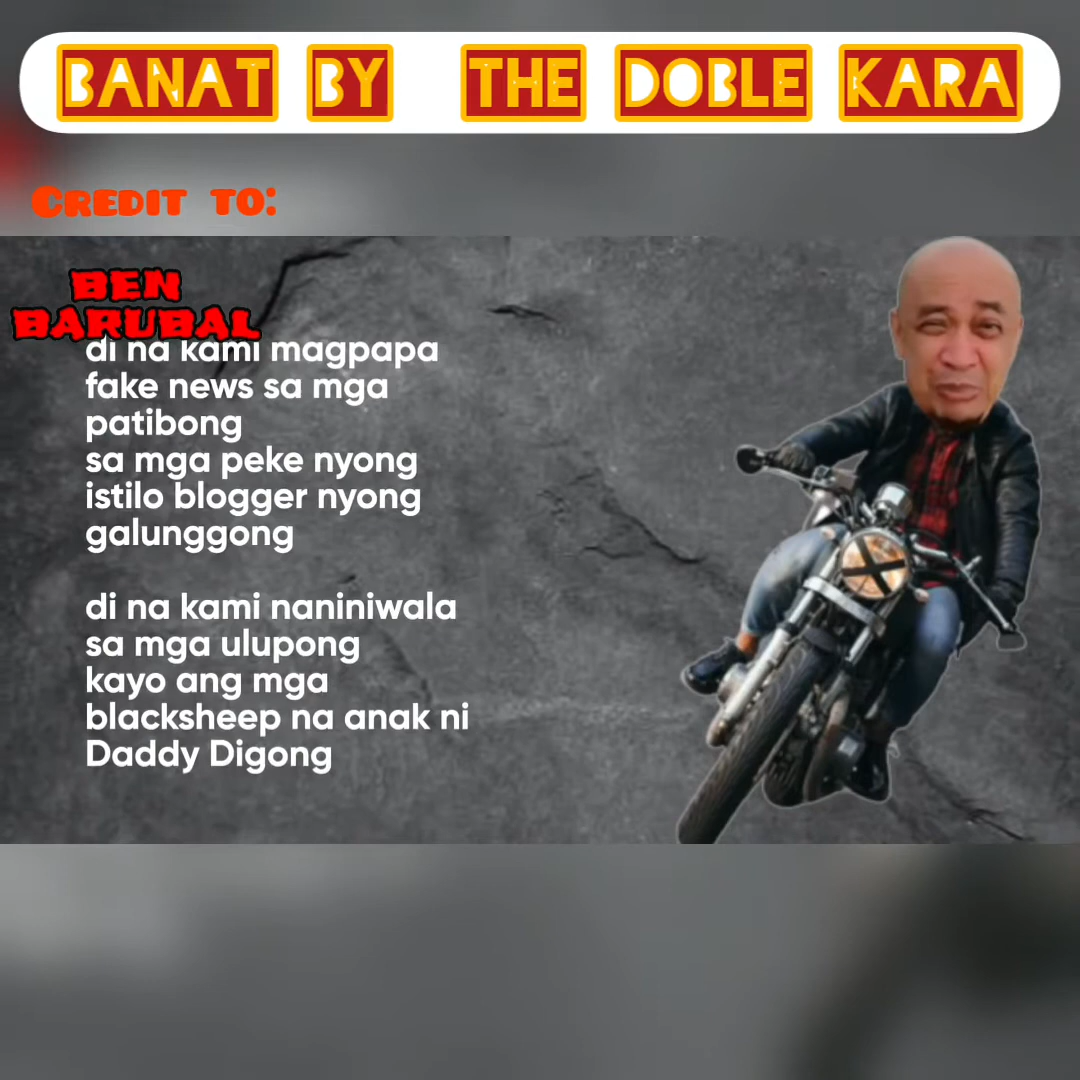 BANAT BY THE DOBLE KARA
CREDIT TO:
BEN
BARUBAL
di na kami magpapa
fake news sa mga
patibong
sa mga peke nyong
istilo blogger nyong
galunggong
di na kami naniniwala
sa mga ulupong
kayo ang mga
blacksheep na anak ni
Daddy Digong